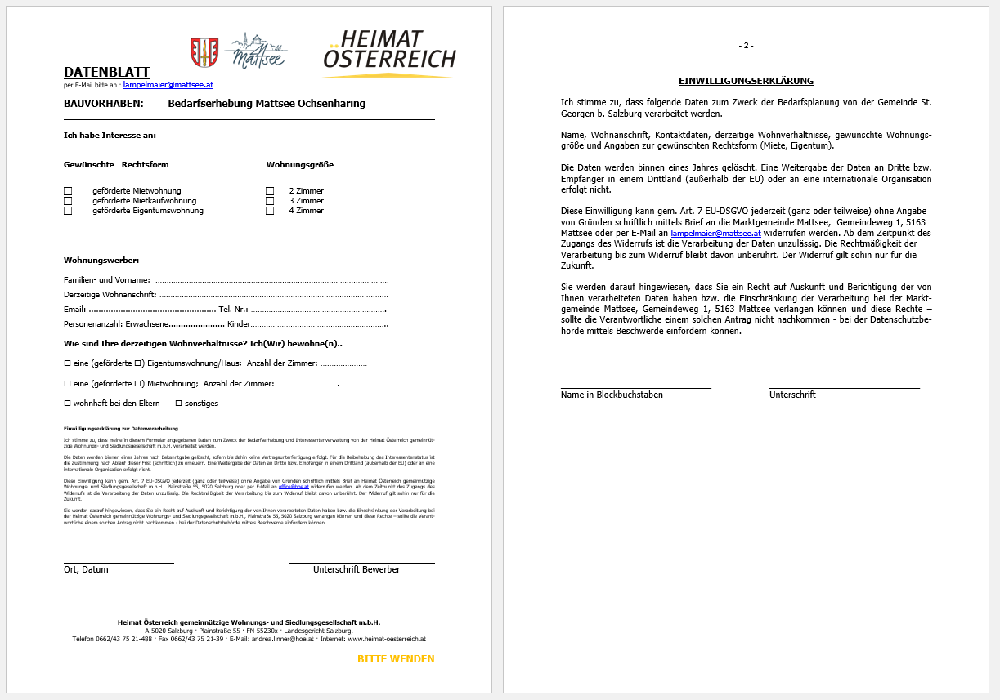 Mattsee
HEIMAT
ÖSTERREICH
DATENBLATT
per E-Mail bitte an : lampelmaier@mattsee.at
BAUVORHABEN: Bedarfserhebung Mattsee Ochsenharing
Ich habe Interesse an:
Gewünschte Rechtsform Wohnungsgröße
☐ geförderte Mietwohnung ☐ 2 Zimmer
☐ geförderte Mietkaufwohnung ☐ 3 Zimmer
☐ geförderte Eigentumswohnung ☐ 4 Zimmer
Wohnungswerber:
Familien- und Vorname: ……………………………………………………………………………
Derzeitige Wohnanschrift: ………………………………………………………………………….
Email: ................................................. Tel. Nr.: …………………………………………….
Personenanzahl: Erwachsene...................... Kinder……………………………………………..
Wie sind Ihre derzeitigen Wohnverhältnisse? Ich(Wir) bewohne(n)..
☐ eine (geförderte ☐) Eigentumswohnung/Haus; Anzahl der Zimmer: ………………
☐ eine (geförderte ☐) Mietwohnung; Anzahl der Zimmer: …………………….…
☐ wohnhaft bei den Eltern ☐ sonstiges
Einwilligungserklärung zur Datenverarbeitung
Ich stimme zu, dass meine in diesem Formular angegebenen Daten zum Zweck der Bedarfserhebung und Interessentenverwaltung von der Heimat Österreich gemeinnüt-
zige Wohnungs- und Siedlungsgesellschaft m.b.H. verarbeitet werden.
Die Daten werden binnen eines Jahres nach Bekanntgabe gelöscht, sofern bis dahin keine Vertragsunterfertigung erfolgt. Für die Beibehaltung des Interessentenstatus ist
die Zustimmung nach Ablauf dieser Frist (schriftlich) zu erneuern. Eine Weitergabe der Daten an Dritte bzw. Empfänger in einem Drittland (außerhalb der EU) oder an eine
internationale Organisation erfolgt nicht.
Diese Einwilligung kann gem. Art. 7 EU-DSGVO jederzeit (ganz oder teilweise) ohne Angabe von Gründen schriftlich mittels Brief an Heimat Österreich gemeinnützige
Wohnungs- und Siedlungsgesellschaft m.b.H., Plainstraße 55, 5020 Salzburg oder per E-Mail an office@hoe.at widerrufen werden. Ab dem Zeitpunkt des Zugangs des
Widerrufs ist die Verarbeitung der Daten unzulässig. Die Rechtmäßigkeit der Verarbeitung bis zum Widerruf bleibt davon unberührt. Der Widerruf gilt sohin nur für die
Zukunft.
Sie werden darauf hingewiesen, dass Sie ein Recht auf Auskunft und Berichtigung der von Ihnen verarbeiteten Daten haben bzw. die Einschränkung der Verarbeitung bei
der Heimat Österreich gemeinnützige Wohnungs- und Siedlungsgesellschaft m.b.H., Plainstraße 55, 5020 Salzburg verlangen können und diese Rechte – sollte die Verant-
wortliche einem solchen Antrag nicht nachkommen - bei der Datenschutzbehörde mittels Beschwerde einfordern können.
Ort, Datum Unterschrift Bewerber
Heimat Österreich gemeinnützige Wohnungs- und Siedlungsgesellschaft m.b.H.
A-5020 Salzburg · Plainstraße 55 · FN 55230x · Landesgericht Salzburg,
Telefon 0662/43 75 21-488 · Fax 0662/43 75 21-39 · E-Mail: andrea.linner@hoe.at · Internet: www.heimat-oesterreich.at
BITTE WENDEN
- 2 -
EINWILLIGUNGSERKLÄRUNG
Ich stimme zu, dass folgende Daten zum Zweck der Bedarfsplanung von der Gemeinde St.
Georgen b. Salzburg verarbeitet werden.
Name, Wohnanschrift, Kontaktdaten, derzeitige Wohnverhältnisse, gewünschte Wohnungs-
größe und Angaben zur gewünschten Rechtsform (Miete, Eigentum).
Die Daten werden binnen eines Jahres gelöscht. Eine Weitergabe der Daten an Dritte bzw.
Empfänger in einem Drittland (außerhalb der EU) oder an eine internationale Organisation
erfolgt nicht.
Diese Einwilligung kann gem. Art. 7 EU-DSGVO jederzeit (ganz oder teilweise) ohne Angabe
von Gründen schriftlich mittels Brief an die Marktgemeinde Mattsee, Gemeindeweg 1, 5163
Mattsee oder per E-Mail an lampelmaier@mattsee.at widerrufen werden. Ab dem Zeitpunkt des
Zugangs des Widerrufs ist die Verarbeitung der Daten unzulässig. Die Rechtmäßigkeit der
Verarbeitung bis zum Widerruf bleibt davon unberührt. Der Widerruf gilt sohin nur für die
Zukunft.
Sie werden darauf hingewiesen, dass Sie ein Recht auf Auskunft und Berichtigung der von
Ihnen verarbeiteten Daten haben bzw. die Einschränkung der Verarbeitung bei der Markt-
gemeinde Mattsee, Gemeindeweg 1, 5163 Mattsee verlangen können und diese Rechte –
sollte die Verantwortliche einem solchen Antrag nicht nachkommen - bei der Datenschutzbe-
hörde mittels Beschwerde einfordern können.
Name in Blockbuchstaben Unterschrift